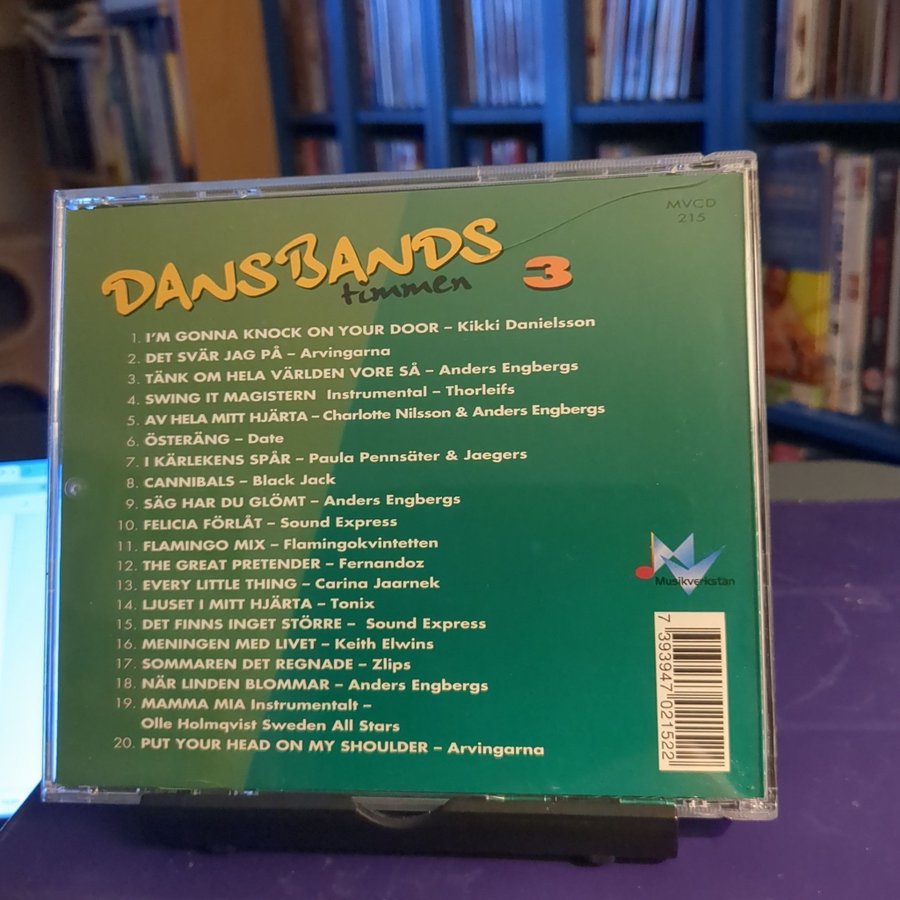 MVCD
215
DANSBANDS
timmen 3
1. I'M GONNA KNOCK ON YOUR DOOR – Kikki Danielsson
2. DET SVÄR JAG PÅ – Arvingarna
3. TÄNK OM HELA VÄRLDEN VORE SÅ – Anders Engbergs
4. SWING IT MAGISTERN Instrumental – Thorleifs
5. AV HELA MITT HJÄRTA – Charlotte Nilsson & Anders Engbergs
6. ÖSTERÄNG – Date
7. I KÄRLEKENS SPÅR – Paula Pennsäter & Jaegers
8. CANNIBALS – Black Jack
9. SÄG HAR DU GLÖMT – Anders Engbergs
10. FELICIA FÖRLÅT – Sound Express
11. FLAMINGO MIX – Flamingokvintetten
12. THE GREAT PRETENDER – Fernandoz
13. EVERY LITTLE THING – Carina Jaarnek
14. LJUSET I MITT HJÄRTA – Tonix
15. DET FINNS INGET STÖRRE – Sound Express
16. MENINGEN MED LIVET – Keith Elwins
17. SOMMAREN DET REGNADE – Zlips
18. NÄR LINDEN BLOMMAR – Anders Engbergs
19. MAMMA MIA Instrumentalt –
Olle Holmqvist Sweden All Stars
20. PUT YOUR HEAD ON MY SHOULDER – Arvingarna
Musikverkstan
7 393947 021522